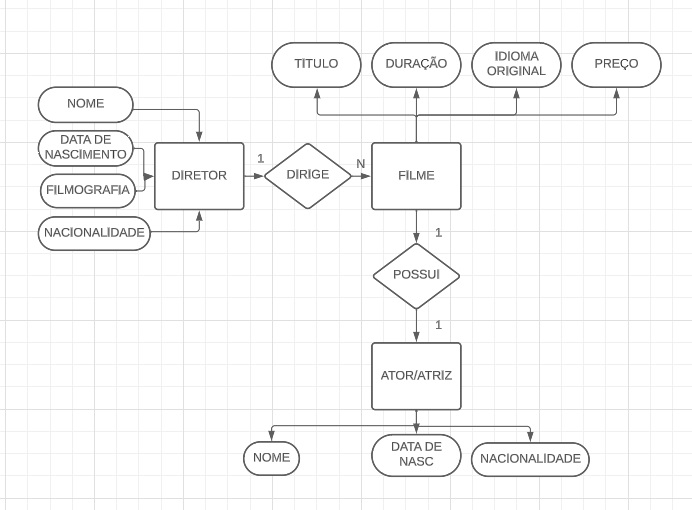 TÍTULO
DURAÇÃO
IDIOMA
ORIGINAL
PREÇO
NOME
DATA DE
NASCIMENTO
FILMOGRAFIA
NACIONALIDADE
DIRETOR
1
DIRIGE
N
FILME
1
POSSUI
1
ATOR/ATRIZ
NOME
DATA DE
NASC
NACIONALIDADE